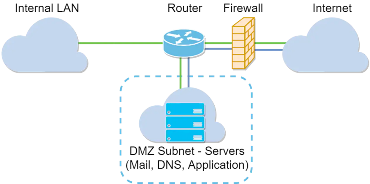 Internal LAN
Router
Firewall
Internet
DMZ Subnet - Servers
(Mail, DNS, Application)